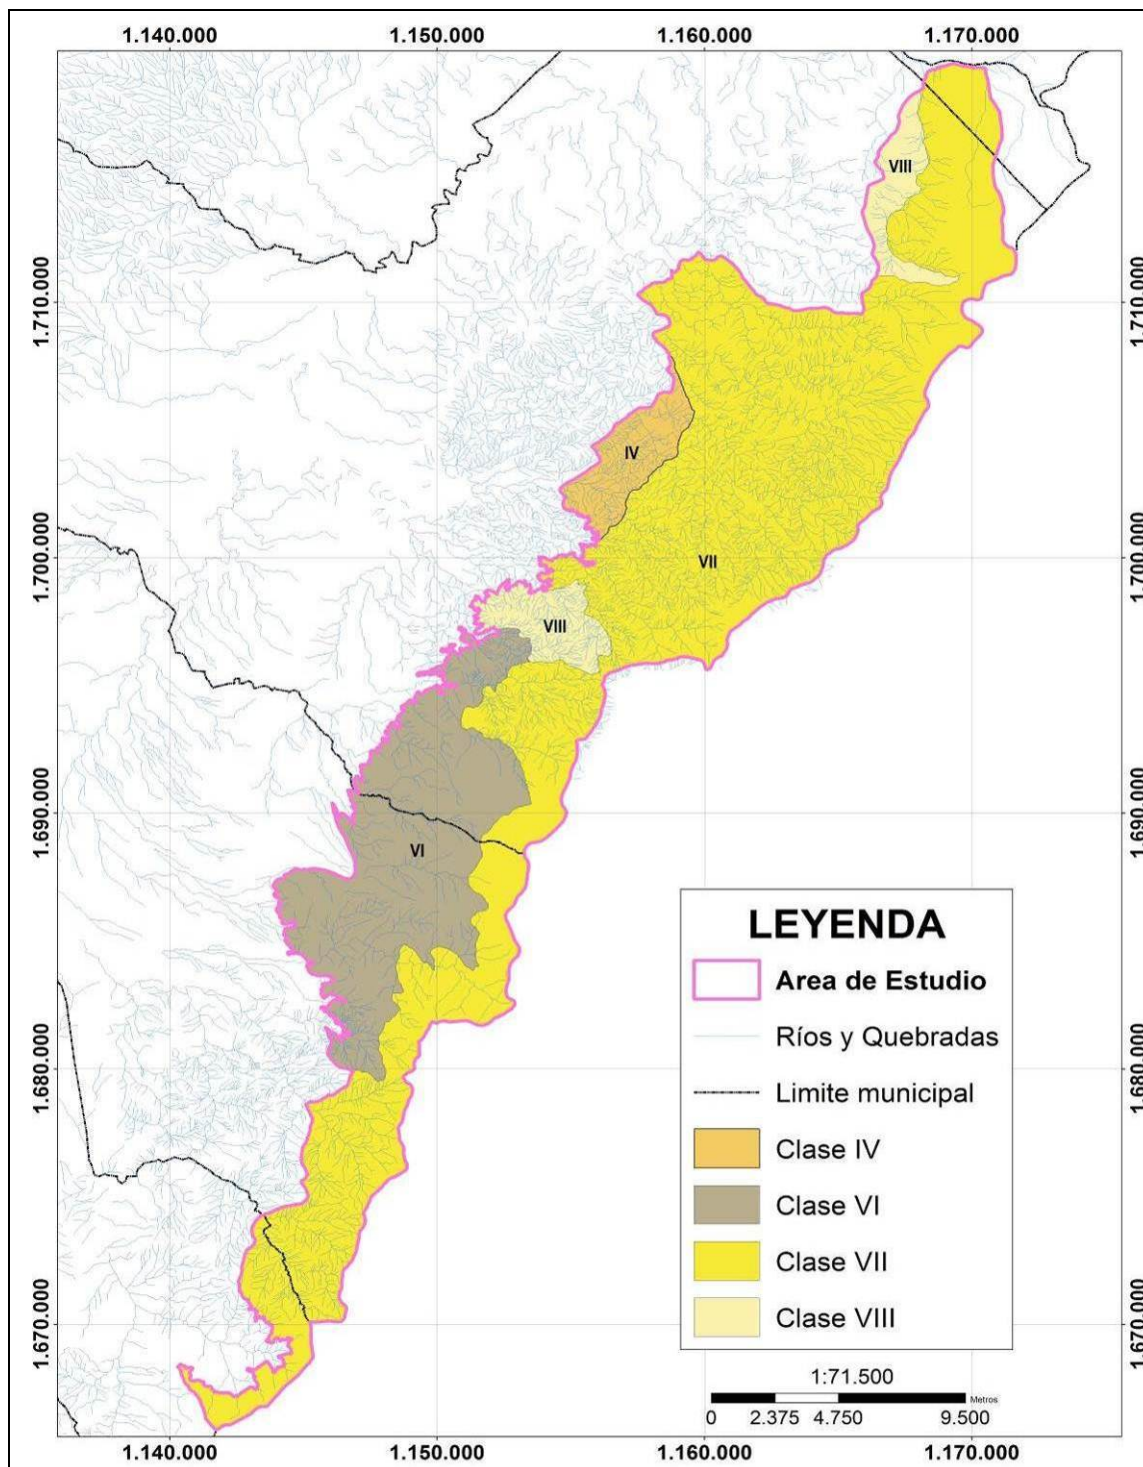 1.140.000 1.150.000 1.160.000 1.170.000
VIII
1.710.000 1.710.000
IV
1.700.000 1.700.000
VII
VIII
1.690.000 1.690.000
VI
LEYENDA
Area de Estudio
Ríos y Quebradas
1.680.000 1.680.000
Limite municipal
Clase IV
Clase VI
Clase VII
Clase VIII
1.670.000 1.670.000
1:71.500
Metros
0 2.375 4.750 9.500
1.140.000 1.150.000 1.160.000 1.170.000